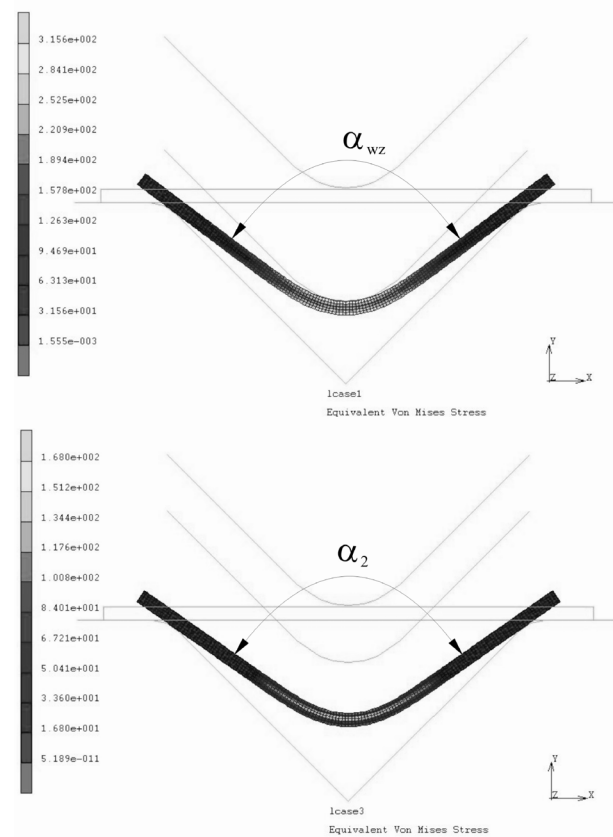 3.156e+002
2.841e+002
2.525e+002
2.209e+002
1.894e+002
1.578e+002
1.263e+002
9.469e+001
6.313e+001
3.156e+001
1.555e-003
αwz
Y
Z X
lcase1
Equivalent Von Mises Stress
1.680e+002
1.512e+002
1.344e+002
1.176e+002
1.008e+002
8.401e+001
6.721e+001
5.041e+001
3.360e+001
1.680e+001
5.189e-011
α2
Y
Z X
lcase3
Equivalent Von Mises Stress